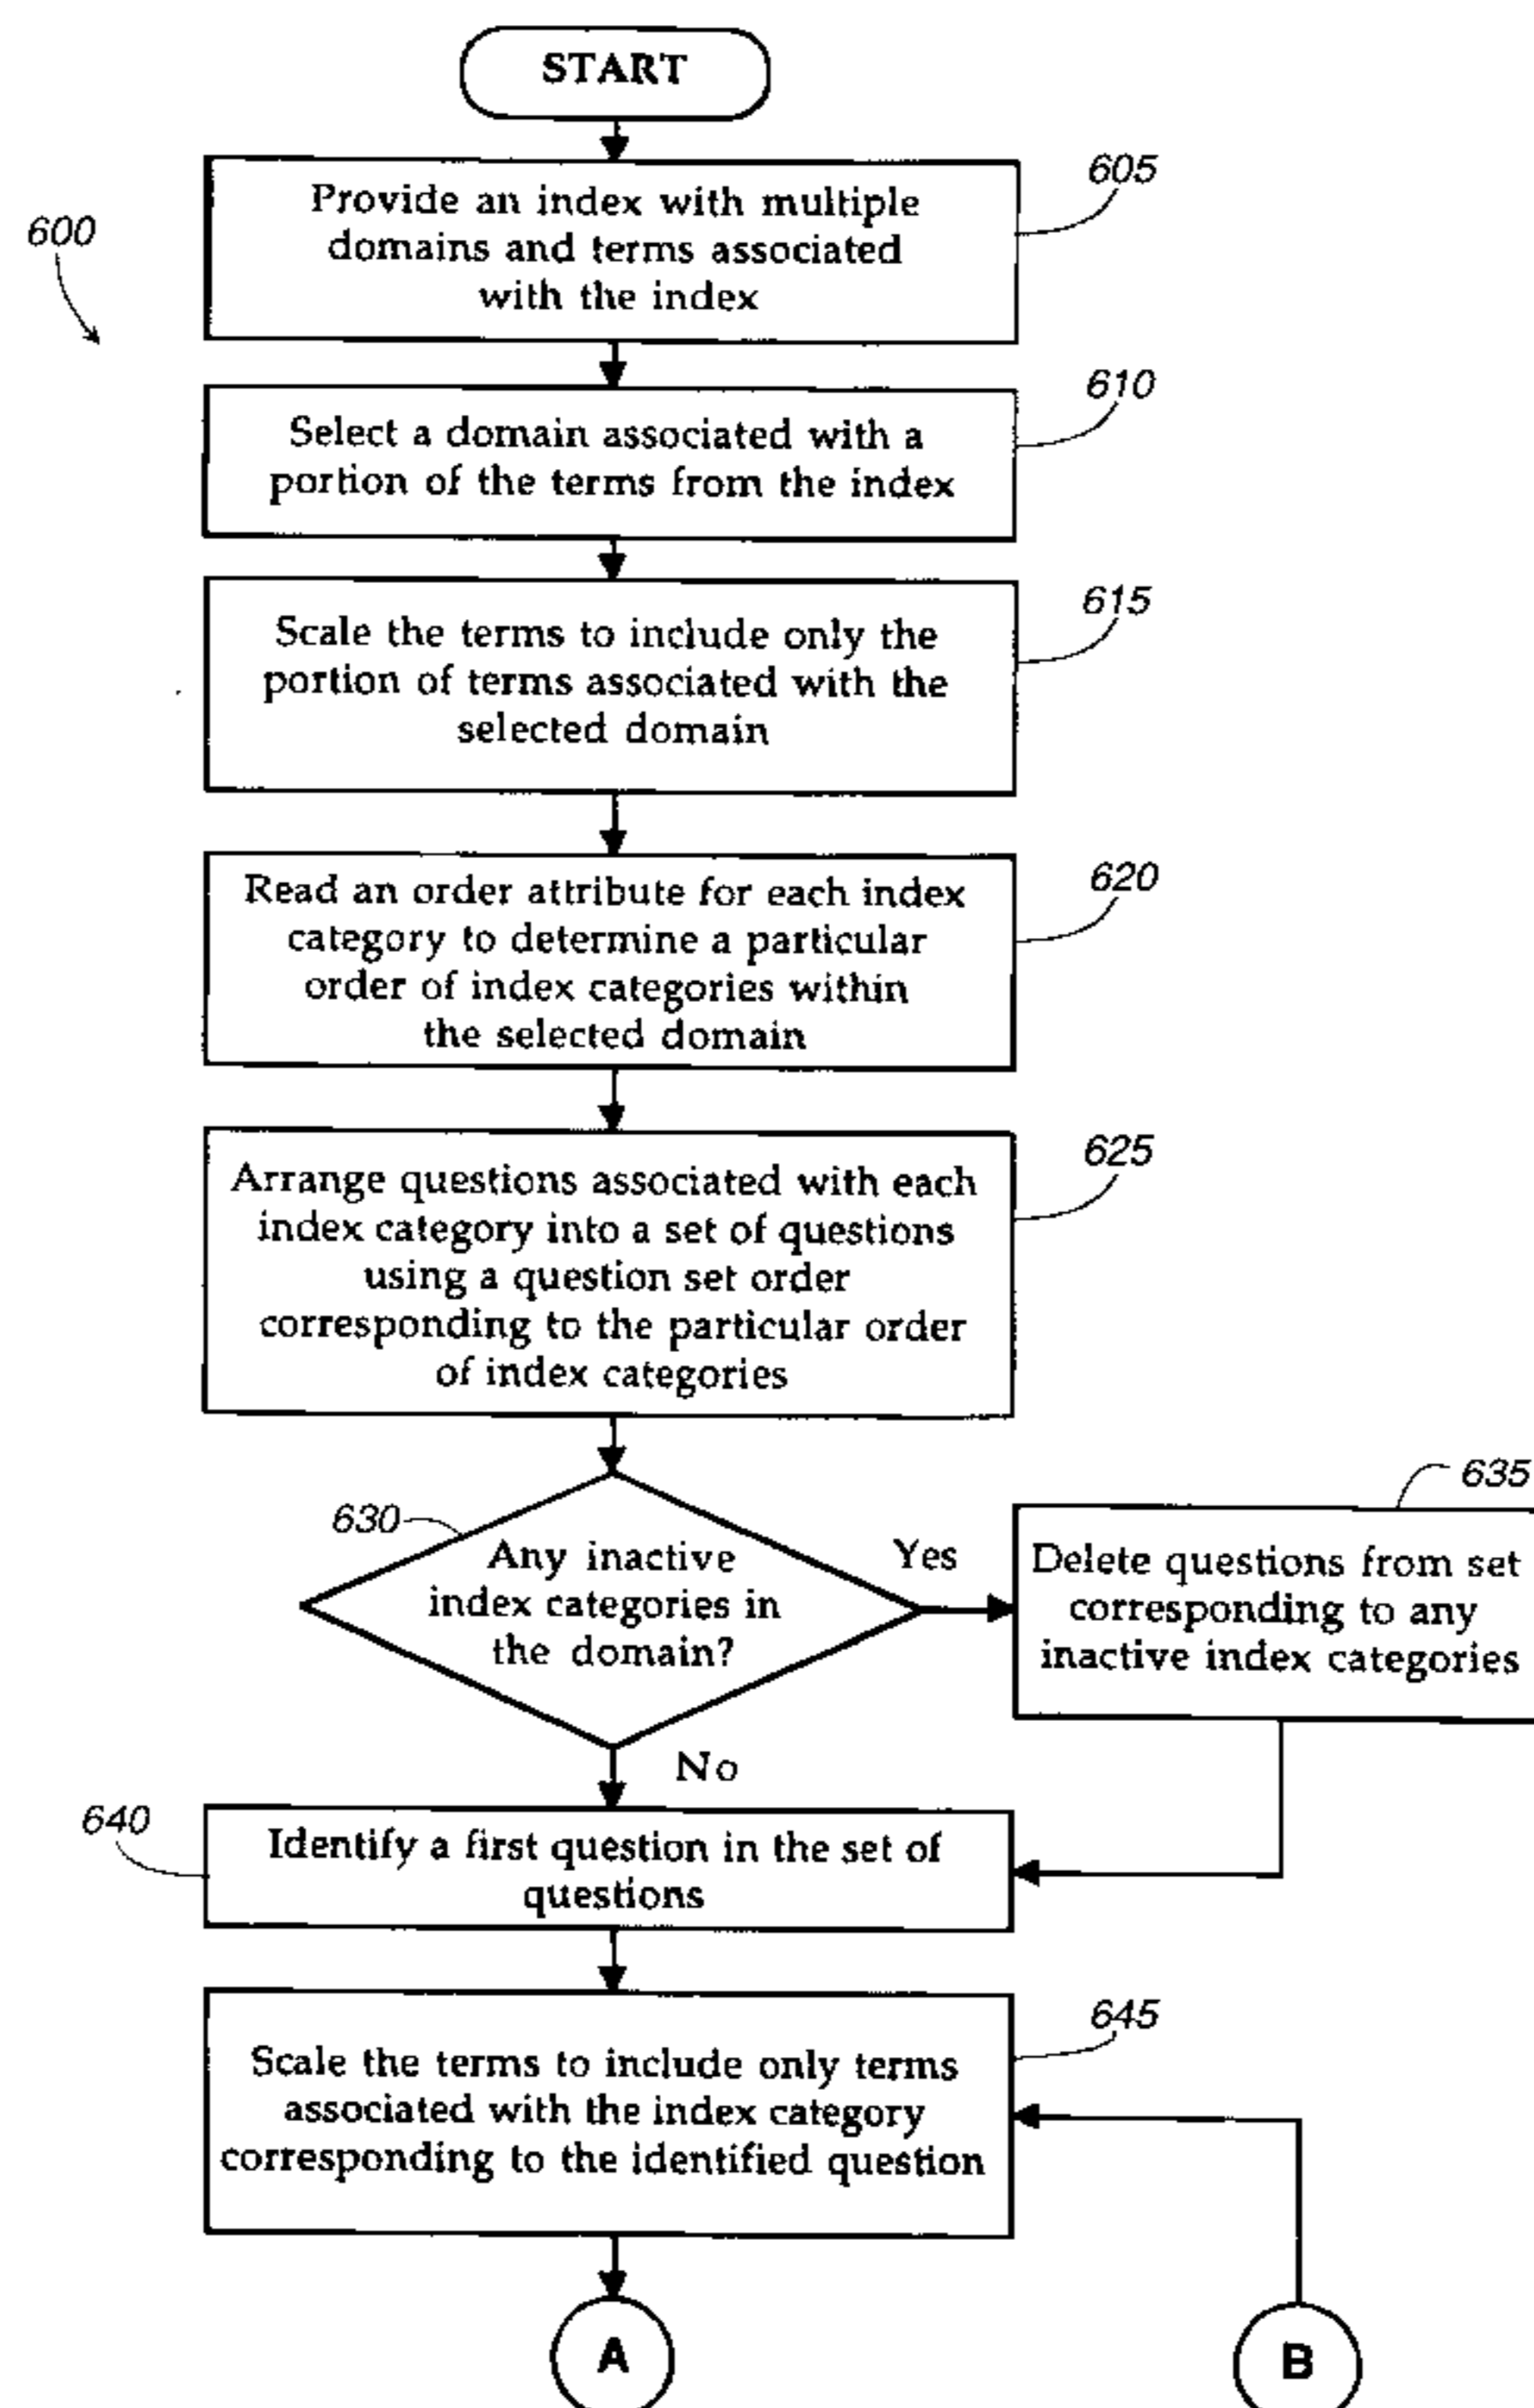 START
605
Provide an index with multiple
domains and terms associated
with the index
600
610
Select a domain associated with a
portion of the terms from the index
615
Scale the terms to include only the
portion of terms associated with the
selected domain
620
Read an order attribute for each index
category to determine a particular
order of index categories within
the selected domain
625
Arrange questions associated with each
index category into a set of questions
using a question set order
corresponding to the particular order
of index categories
630
Any inactive
index categories in
the domain?
Yes
635
Delete questions from set
corresponding to any
inactive index categories
No
640
Identify a first question in the set of
questions
645
Scale the terms to include only terms
associated with the index category
corresponding to the identified question
A
B